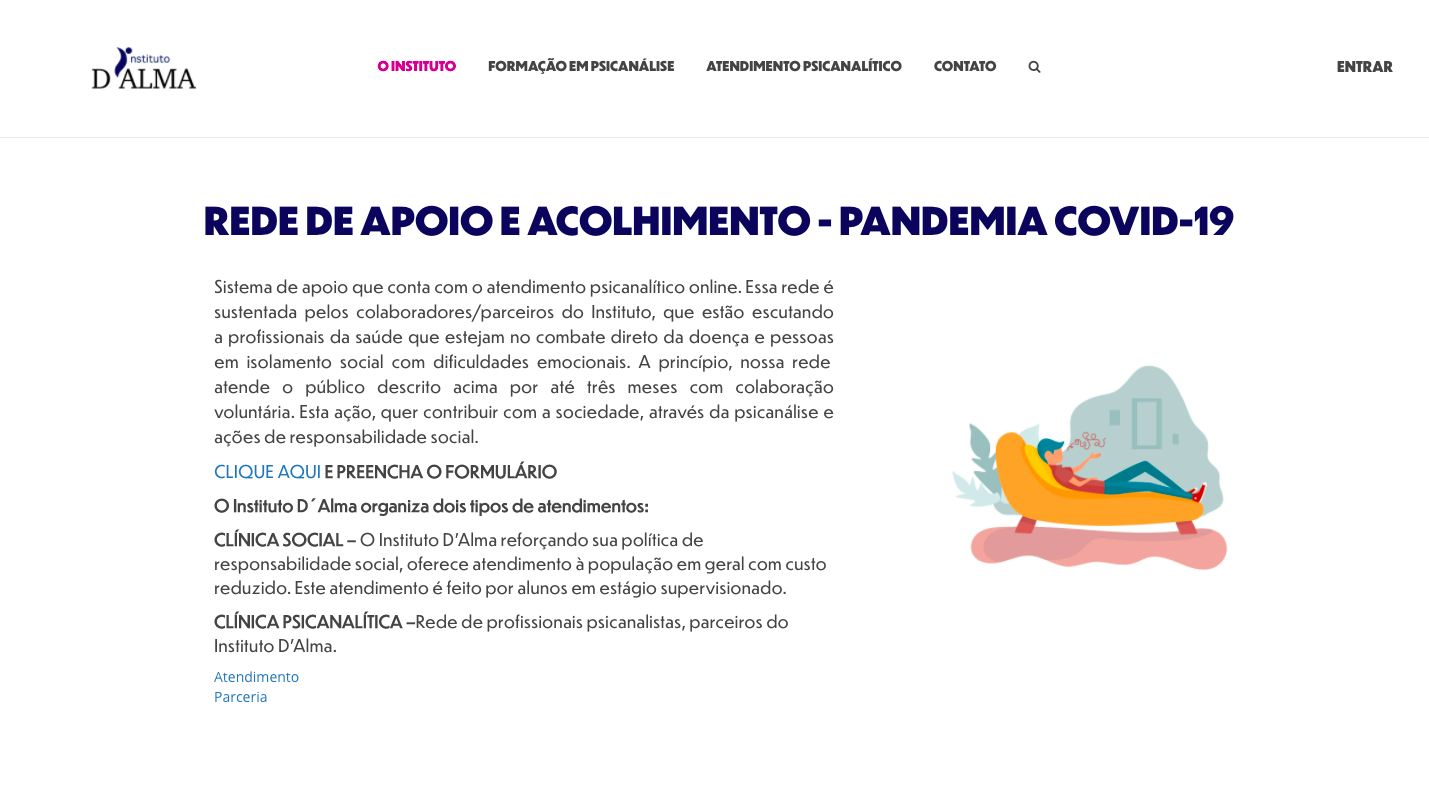 Instituto
D'ALMA
O INSTITUTO
FORMAÇÃO EM PSICANÁLISE
ATENDIMENTO PSICANALÍTICO
CONTATO
ENTRAR
REDE DE APOIO E ACOLHIMENTO - PANDEMIA COVID-19
Sistema de apoio que conta com o atendimento psicanalítico online. Essa rede é
sustentada pelos colaboradores/parceiros do Instituto, que estão escutando
a profissionais da saúde que estejam no combate direto da doença e pessoas
em isolamento social com dificuldades emocionais. A princípio, nossa rede
atende o público descrito acima por até três meses com colaboração
voluntária. Esta ação, quer contribuir com a sociedade, através da psicanálise e
ações de responsabilidade social.
CLIQUE AQUI E PREENCHA O FORMULÁRIO
O Instituto D´Alma organiza dois tipos de atendimentos:
CLÍNICA SOCIAL – O Instituto D’Alma reforçando sua política de
responsabilidade social, oferece atendimento à população em geral com custo
reduzido. Este atendimento é feito por alunos em estágio supervisionado.
CLÍNICA PSICANALÍTICA –Rede de profissionais psicanalistas, parceiros do
Instituto D’Alma.
Atendimento
Parceria